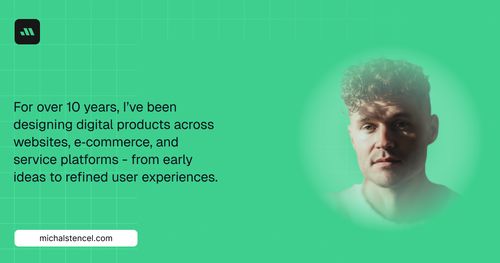 For over 10 years, I've been
designing digital products across
websites, e-commerce, and
service platforms - from early
ideas to refined user experiences.
michalstencel.com